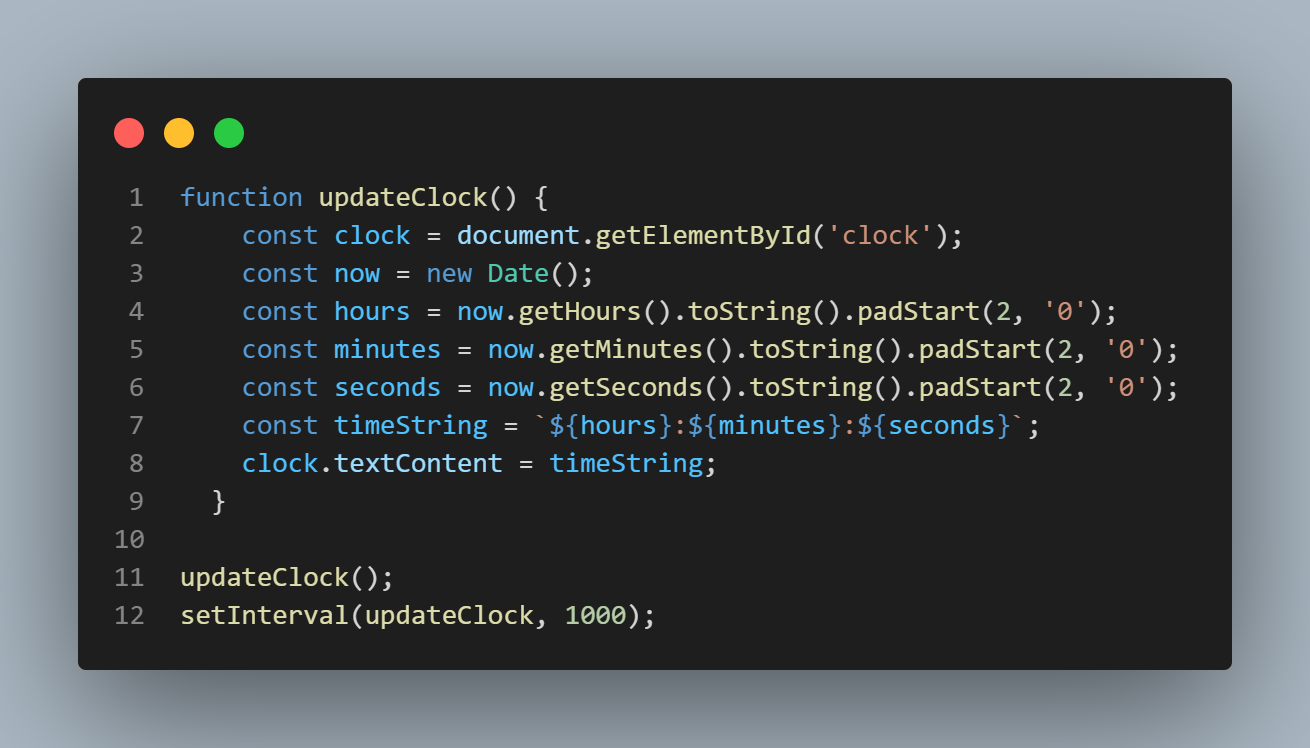 1 function updateClock() {
2     const clock = document.getElementById('clock');
3     const now = new Date();
4     const hours = now.getHours().toString().padStart(2, '0');
5     const minutes = now.getMinutes().toString().padStart(2, '0');
6     const seconds = now.getSeconds().toString().padStart(2, '0');
7     const timeString = `${hours}:${minutes}:${seconds}`;
8     clock.textContent = timeString;
9   }
10
11 updateClock();
12 setInterval(updateClock, 1000);